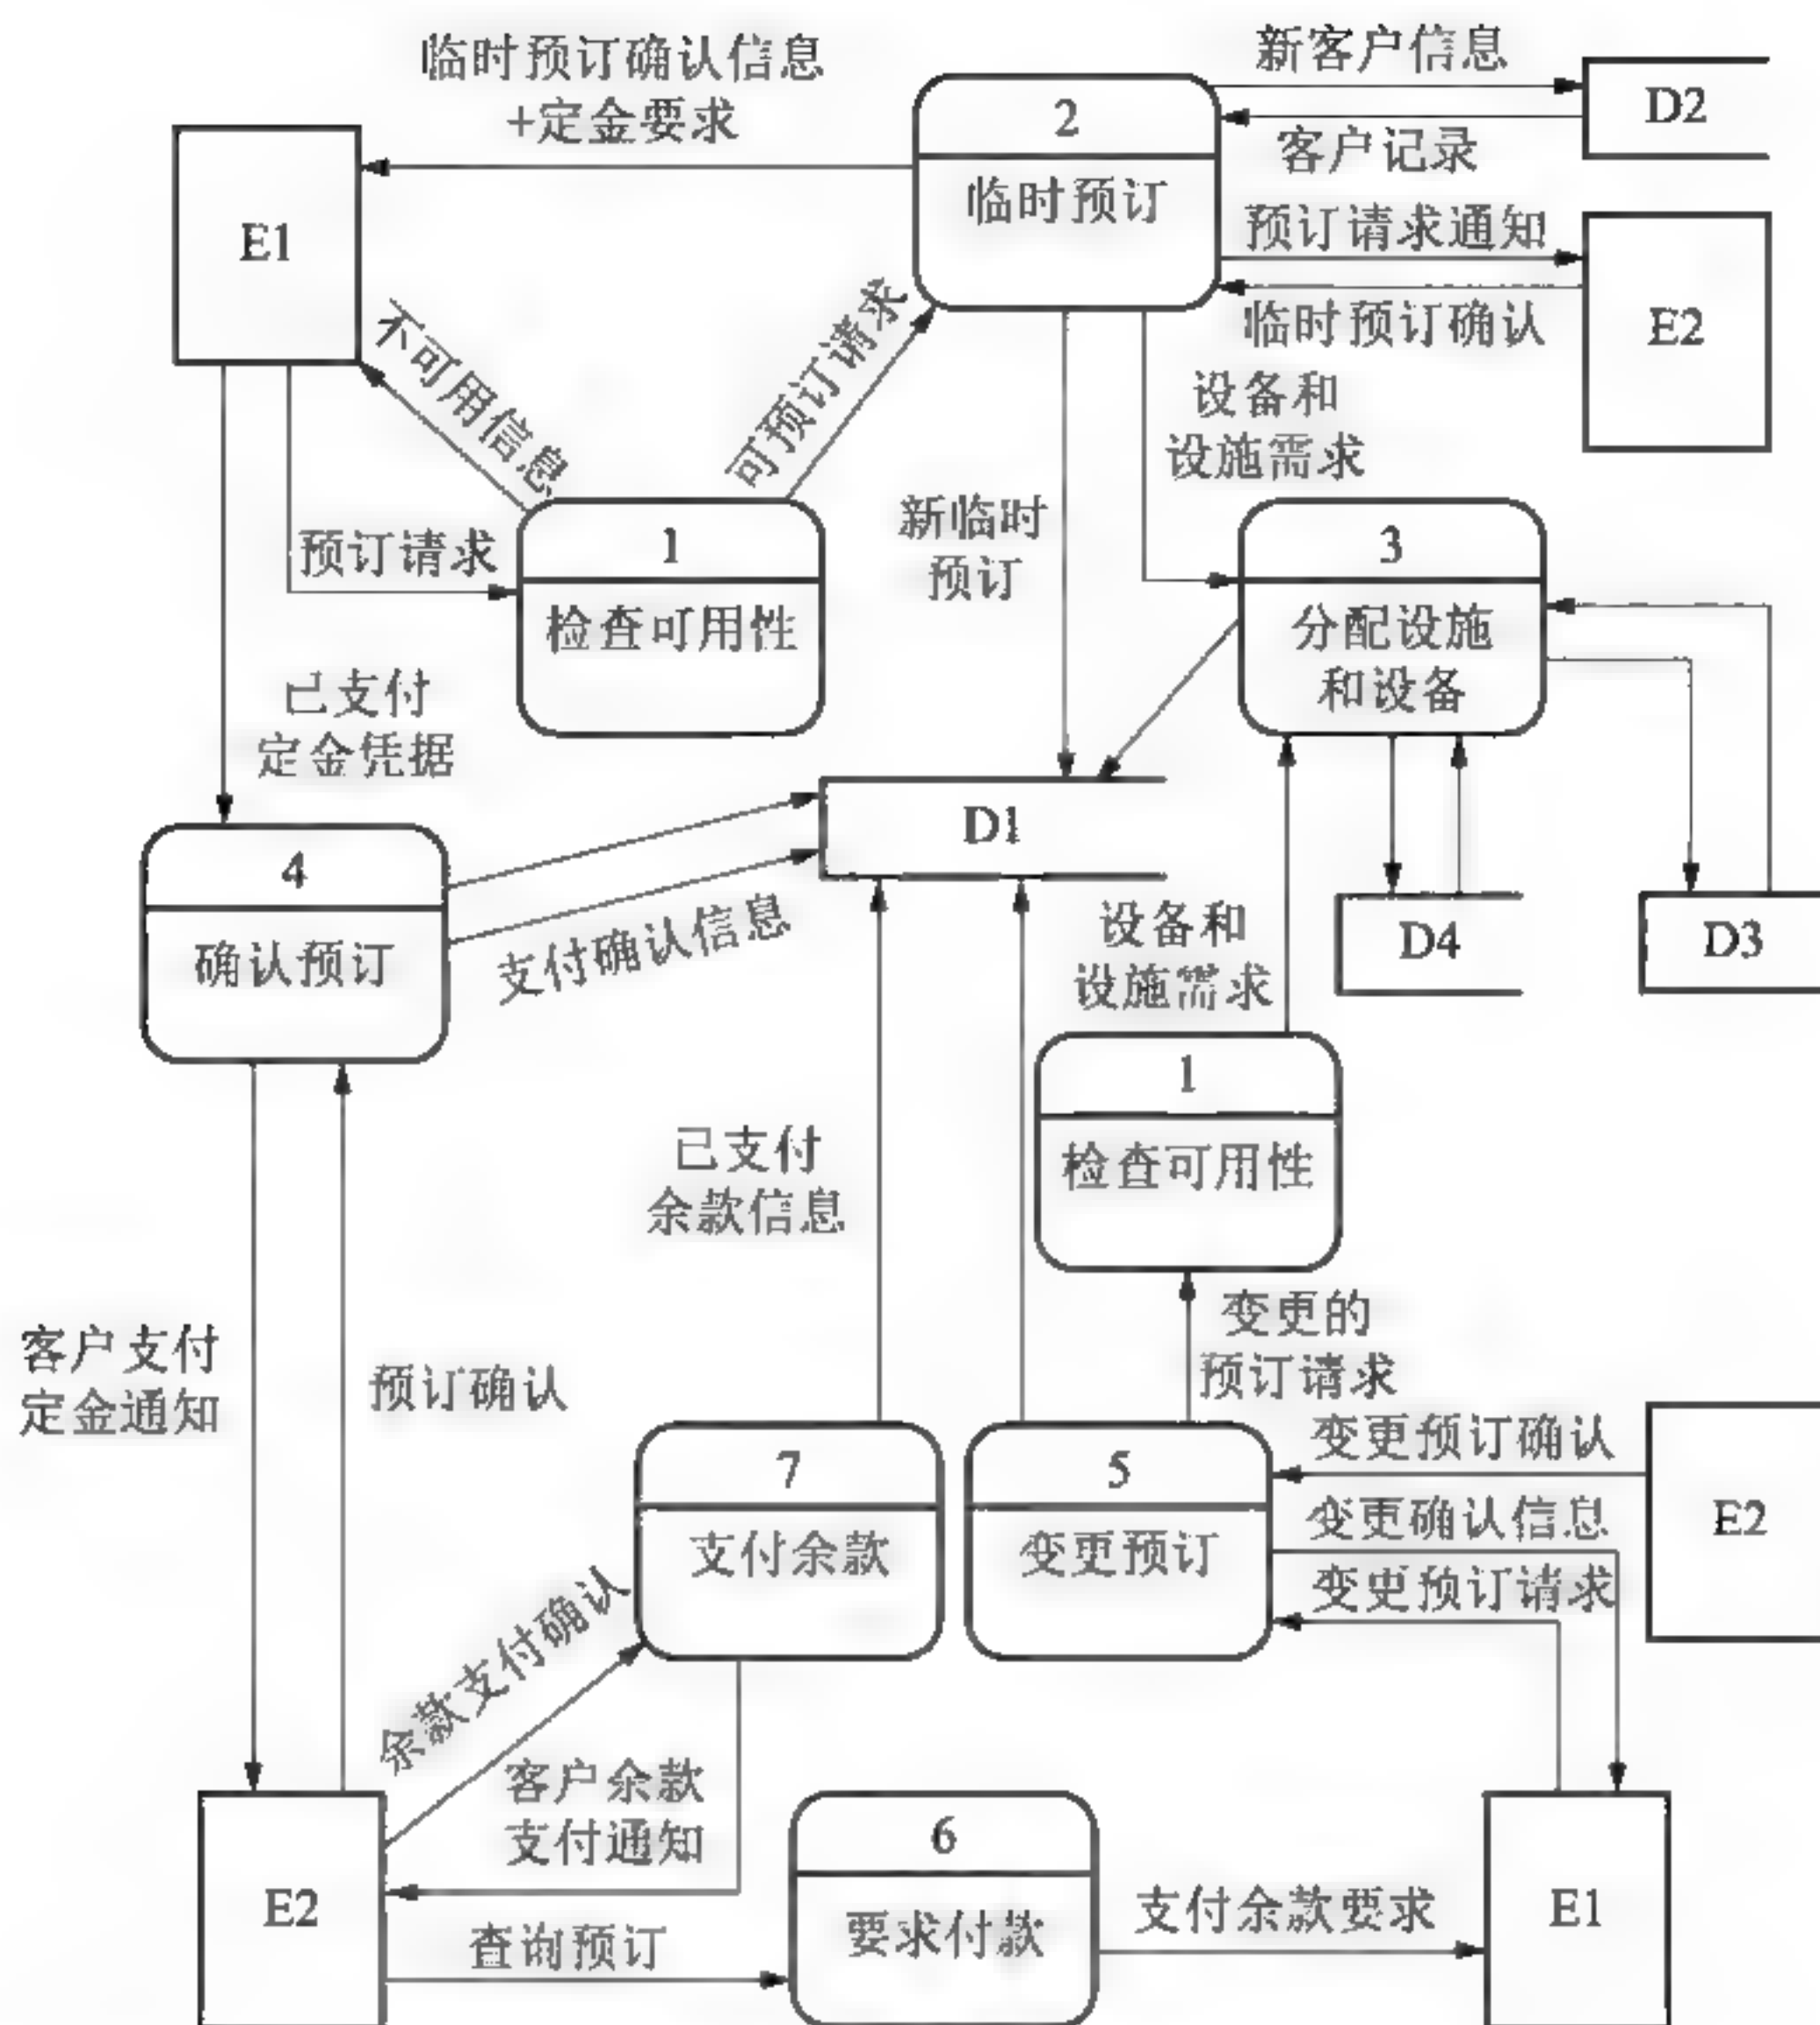 临时预订确认信息
+定金要求
新客户信息
D2
2
客户记录
E1
临时预订
预订请求通知
E2
临时预订确认
不可用信息
可预订请求
设备和
设施需求
新临时
预订
预订请求
1
检查可用性
3
分配设施
和设备
已支付
定金凭据
D1
4
确认预订
支付确认信息
设备和
设施需求
D4
D3
1
检查可用性
已支付
余款信息
变更的
预订请求
客户支付
定金通知
预订确认
7
支付余款
5
变更预订
变更预订确认
变更确认信息
变更预订请求
E2
余款支付确认
客户余款
支付通知
6
要求付款
E2
查询预订
支付余款要求
E1